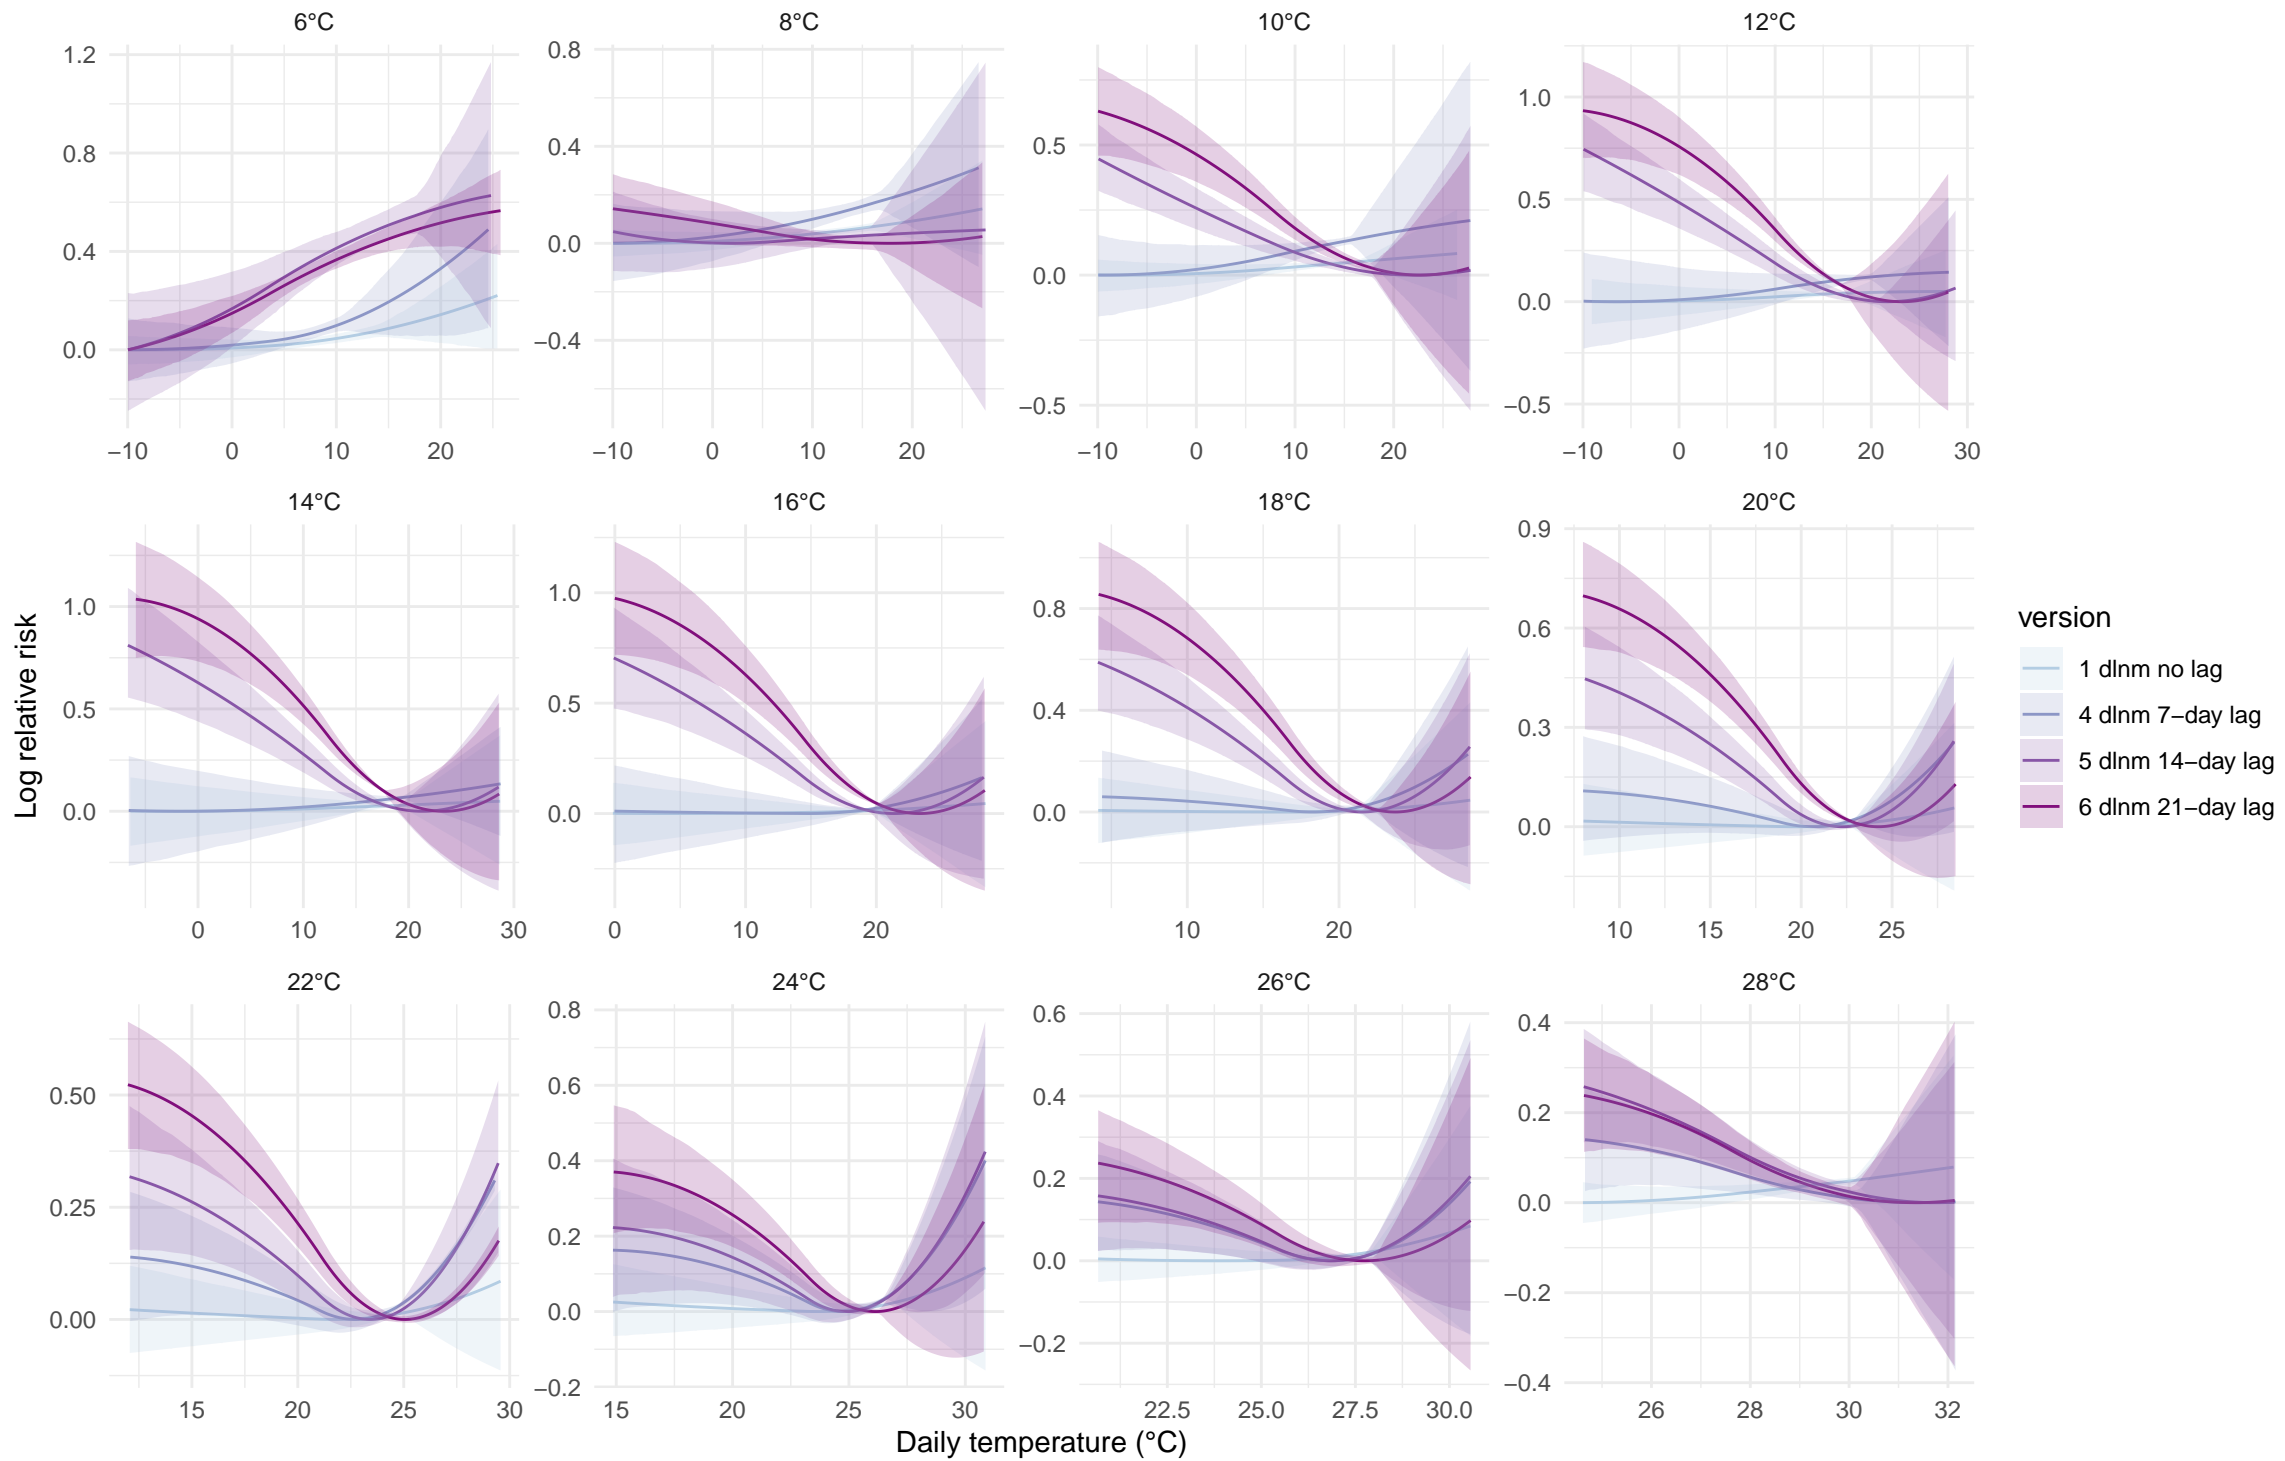 6°C 8°C 10°C 12°C
1.2 0.8 0.4 0.0
0.8 0.4 0.0 −0.4
0.5 0.0 −0.5
1.0 0.5 0.0 −0.5
−10 0 10 20
−10 0 10 20
−10 0 10 20
−10 0 10 20 30
14°C 16°C 18°C 20°C
1.0 0.5 0.0
1.0 0.5 0.0
0.8 0.4 0.0
0.9 0.6 0.3 0.0
0 10 20 30
0 10 20
10 20
10 15 20 25
22°C 24°C 26°C 28°C
0.50 0.25 0.00
0.8 0.6 0.4 0.2 0.0 −0.2
0.6 0.4 0.2 0.0 −0.2
0.4 0.2 0.0 −0.2 −0.4
15 20 25 30
15 20 25 30
22.5 25.0 27.5 30.0
26 28 30 32
Log relative risk
Daily temperature (°C)
version
1 dlnm no lag
4 dlnm 7−day lag
5 dlnm 14−day lag
6 dlnm 21−day lag